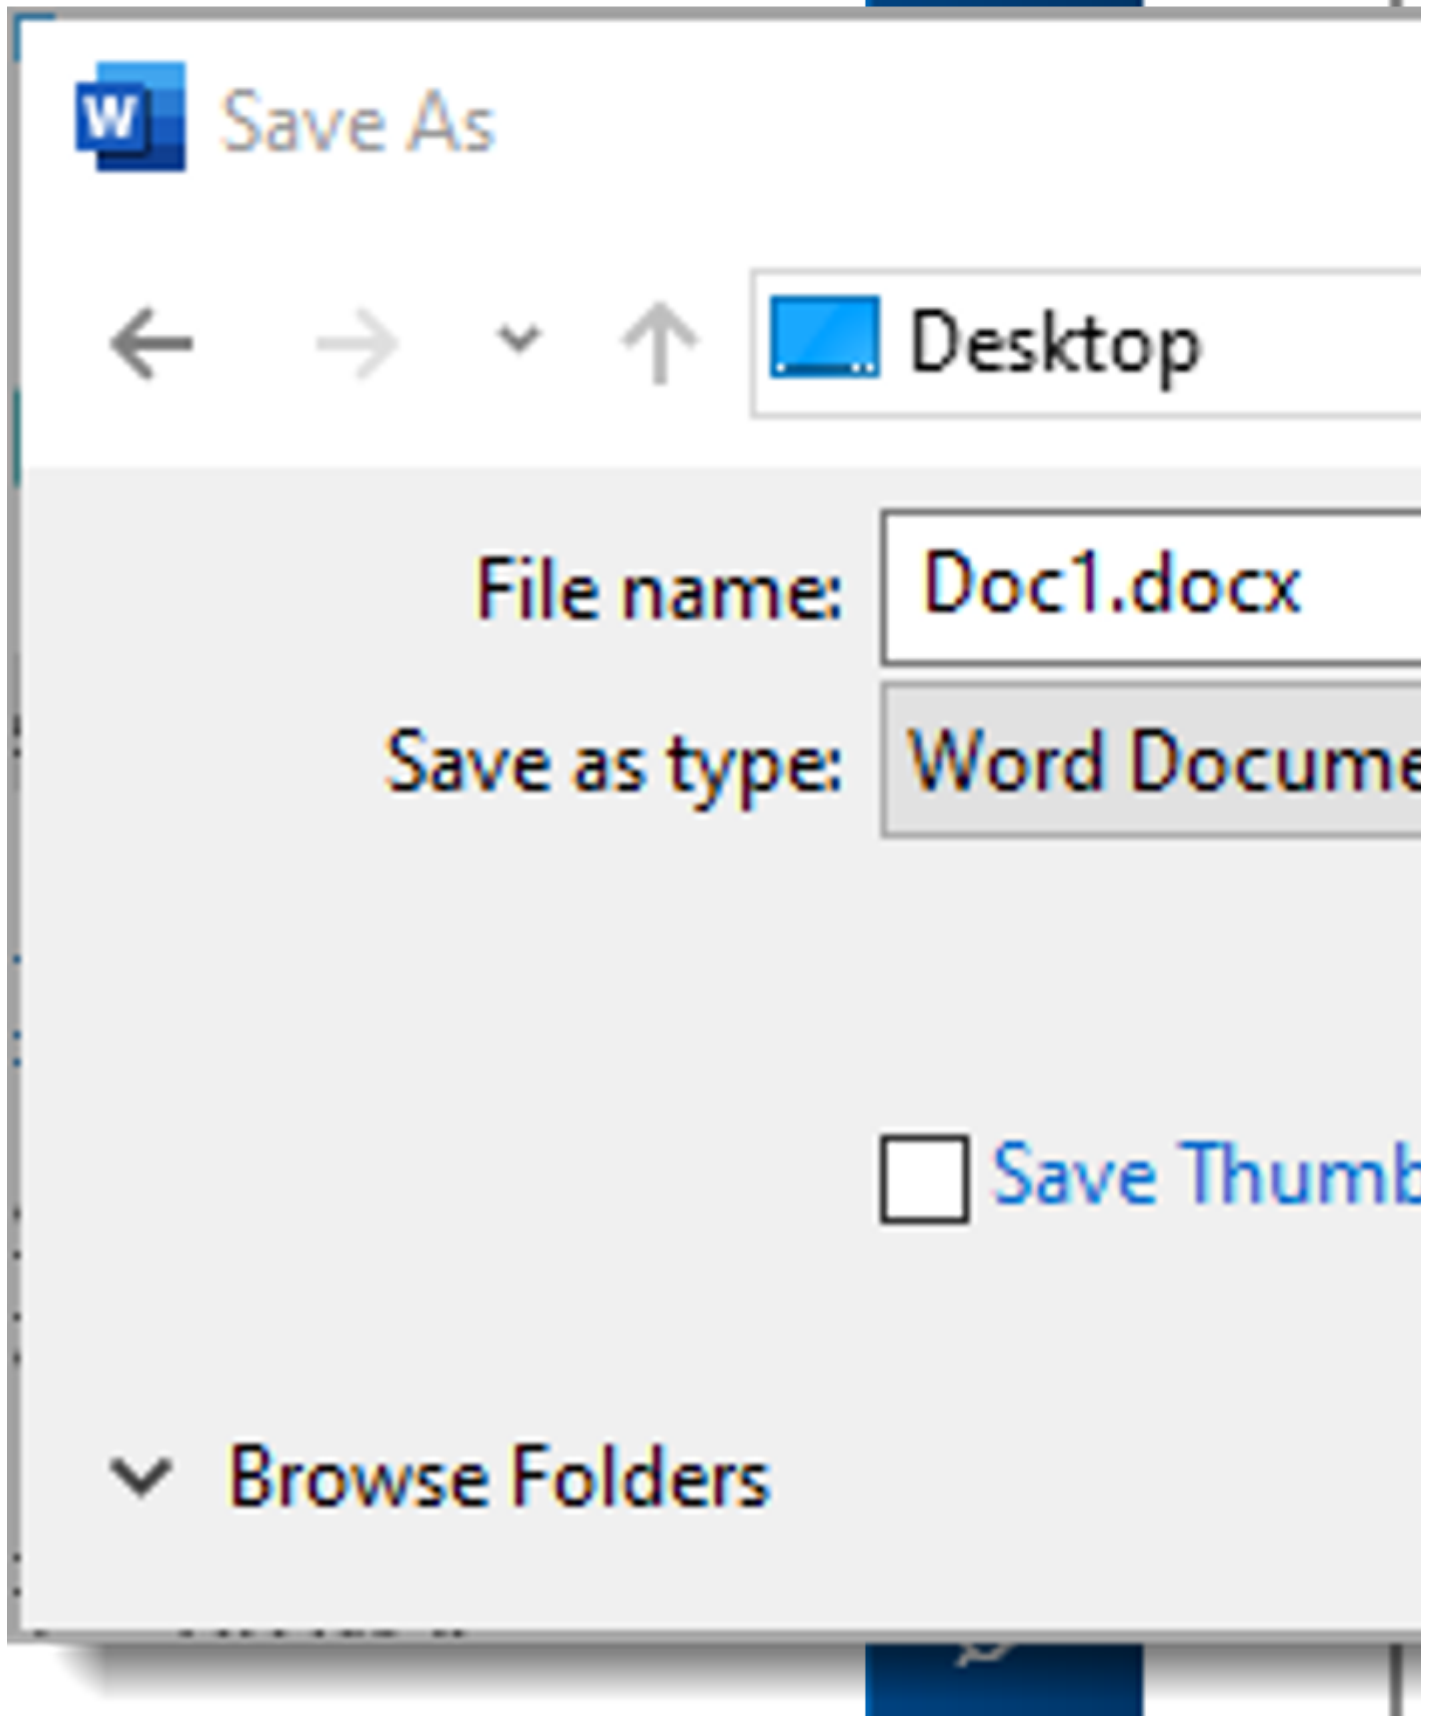 W Save As
Desktop
File name: Doc1.docx
Save as type: Word Docume
Save Thumb
Browse Folders